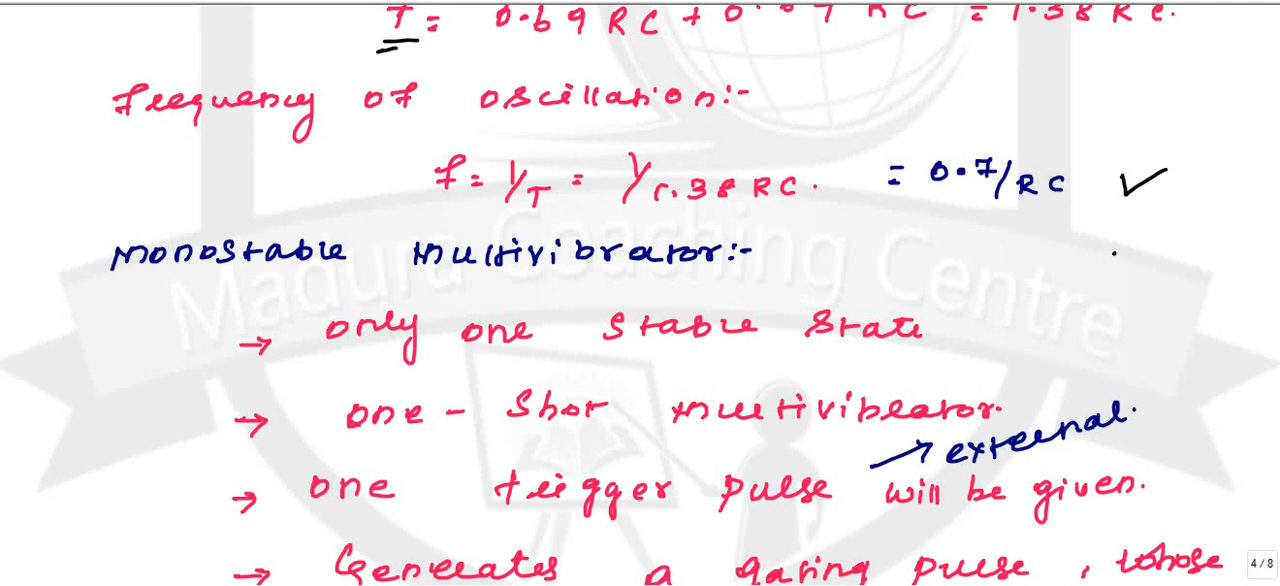 T = 0.69 RC + 0.69 RC = 1.38 RC.
Frequency of oscillation:-
f = 1/T = 1/1.38 RC. = 0.7/RC ✓
Monostable Multivibrator:-
→ only one stable state
→ one - shot multivibrator.
→ external.
→ one trigger pulse will be given.
→ Generates a gating pulse, whose
Madura Coaching Centre
4 / 8